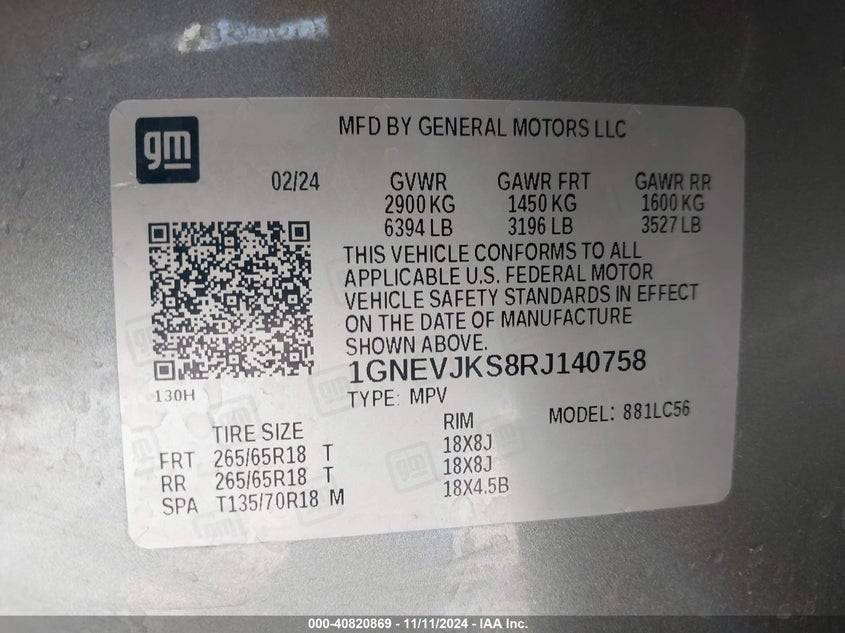 gm
MFD BY GENERAL MOTORS LLC
02/24 GVWR GAWR FRT GAWR RR
2900 KG 1450 KG 1600 KG
6394 LB 3196 LB 3527 LB
THIS VEHICLE CONFORMS TO ALL
APPLICABLE U.S. FEDERAL MOTOR
VEHICLE SAFETY STANDARDS IN EFFECT
ON THE DATE OF MANUFACTURE
SHOWN ABOVE.
1GNEVJKS8RJ140758
130H
TYPE: MPV MODEL: 881LC56
TIRE SIZE RIM
FRT 265/65R18 T 18X8J
RR 265/65R18 T 18X8J
SPA T135/70R18 M 18X4.5B
000-40820869 - 11/11/2024 - IAA Inc.